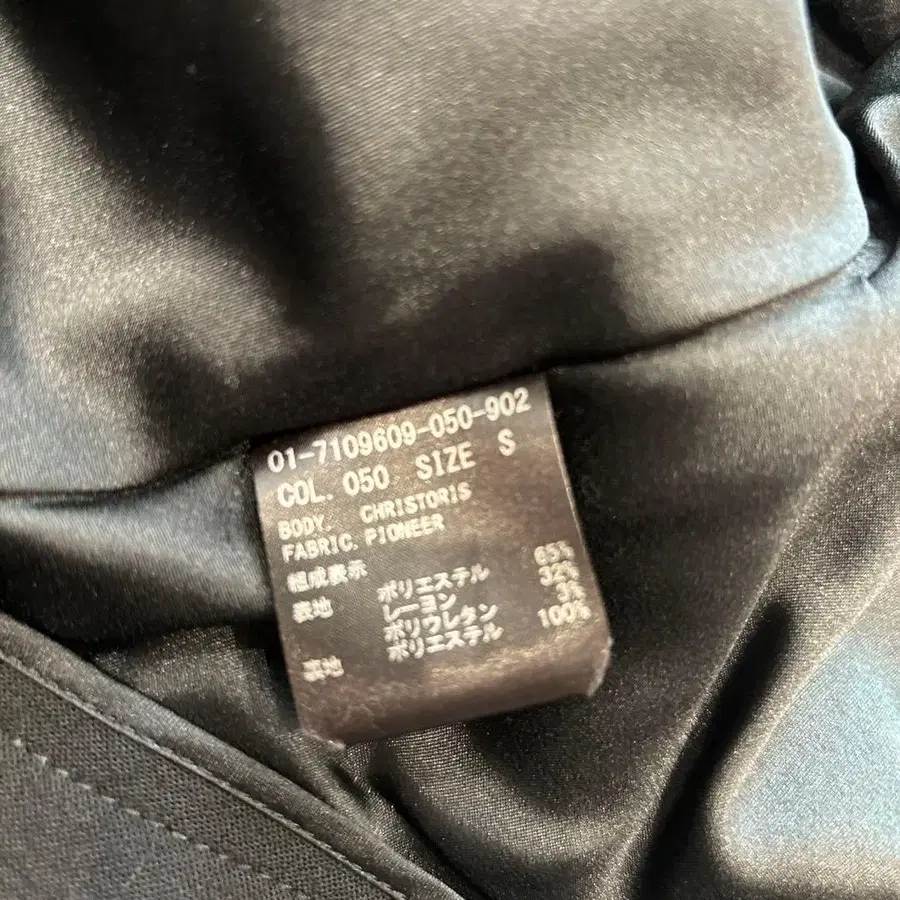 01-7109609-050-902
COL. 050 SIZE S
BODY. CHRISTORIS
FABRIC. PIONEER
組成表示
表地 ポリエステル 65%
レーヨン 32%
ポリウレタン 3%
裏地 ポリエステル 100%